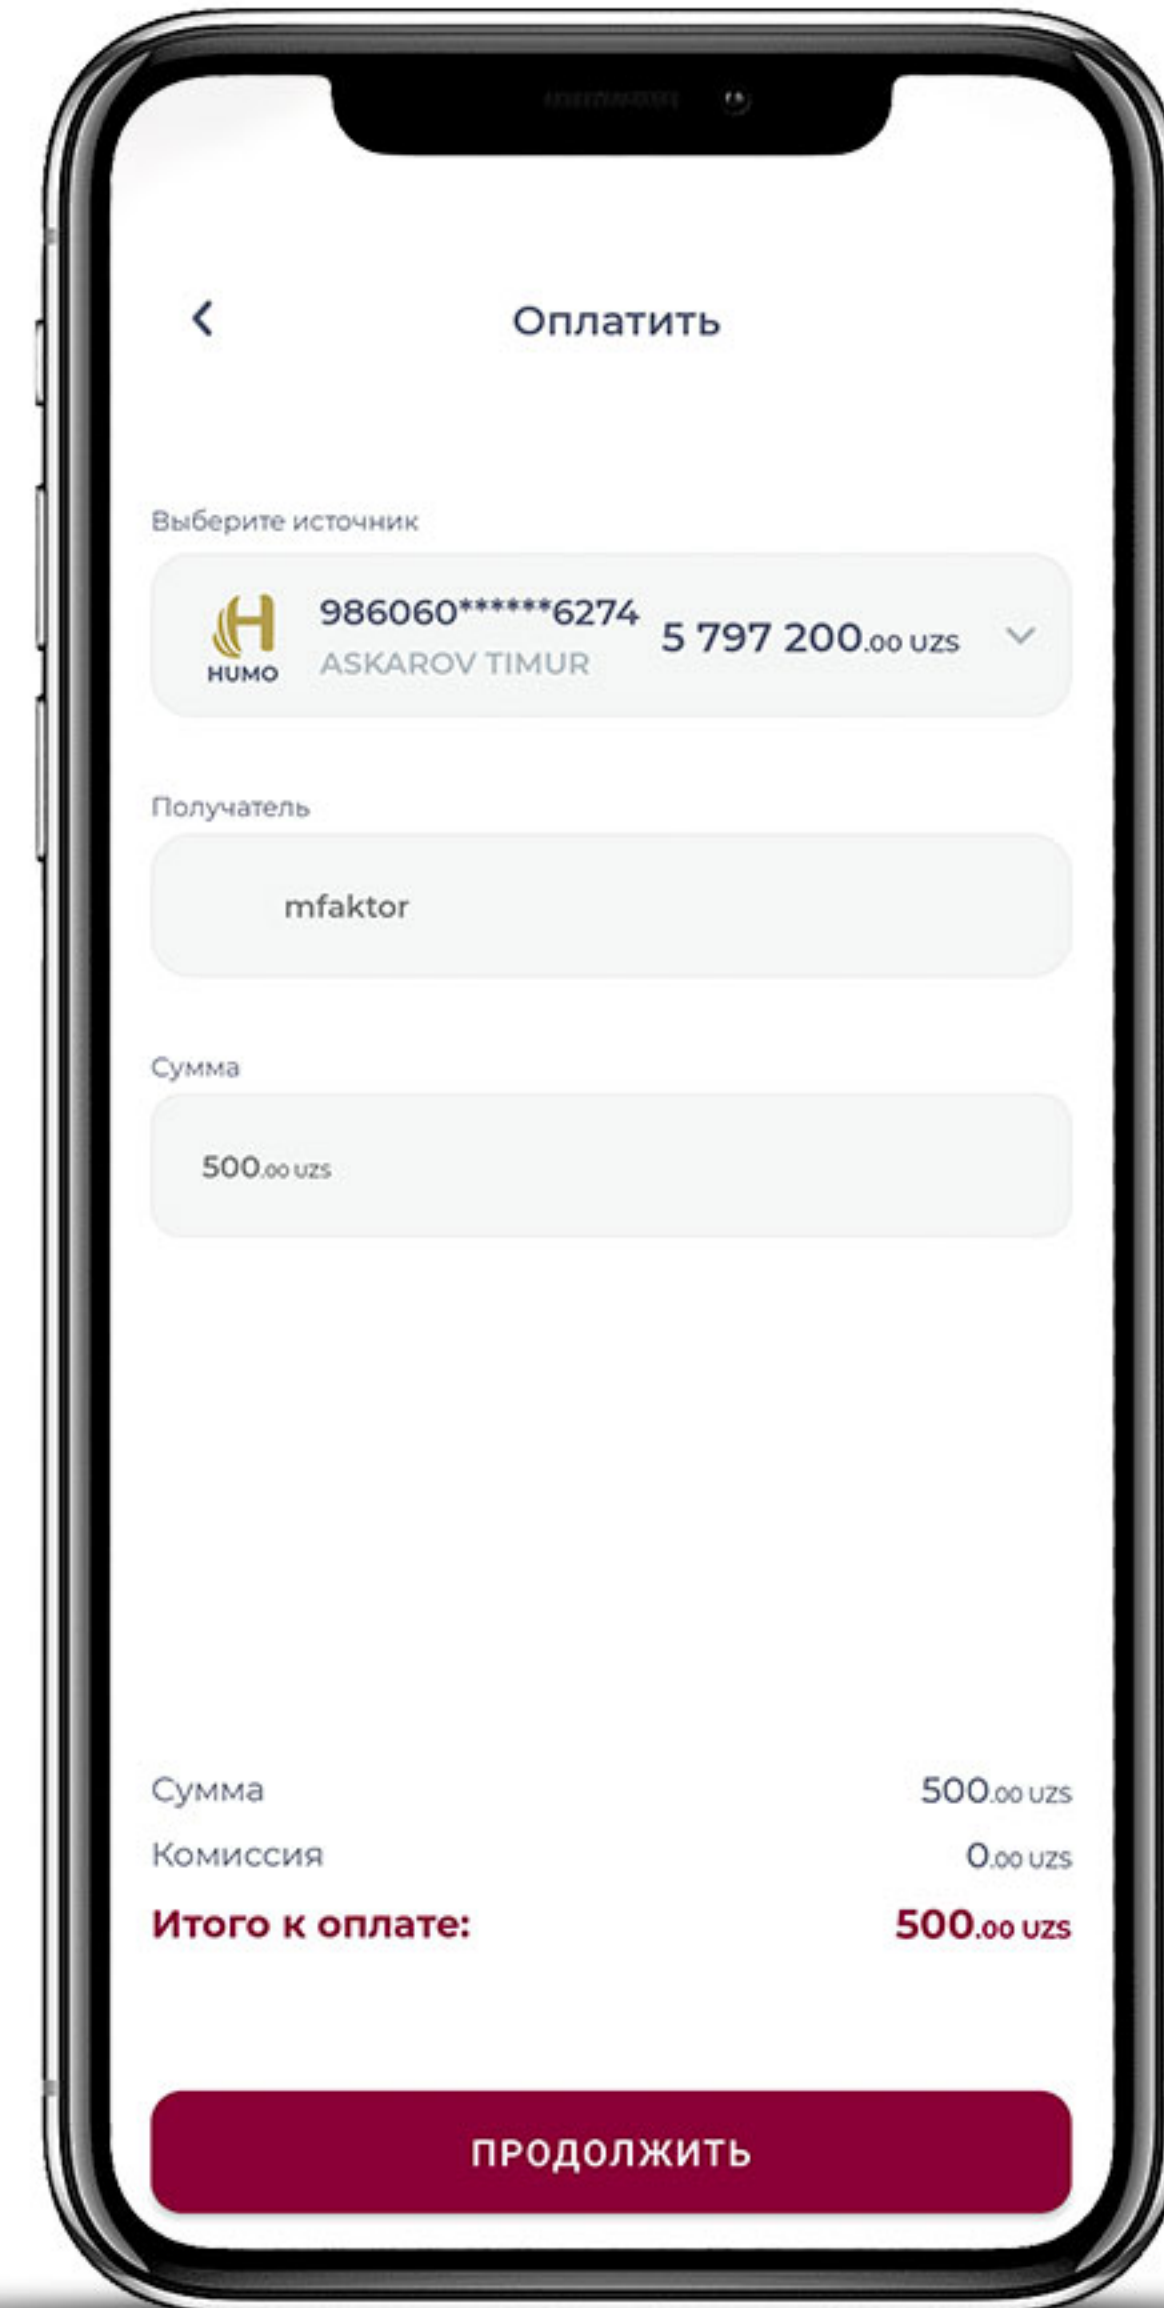 Оплатить
Выберите источник
HUMO
986060******6274
ASKAROV TIMUR
5 797 200.00 UZS
Получатель
mfaktor
Сумма
500.00 UZS
Сумма 500.00 UZS
Комиссия 0.00 UZS
Итого к оплате: 500.00 UZS
ПРОДОЛЖИТЬ